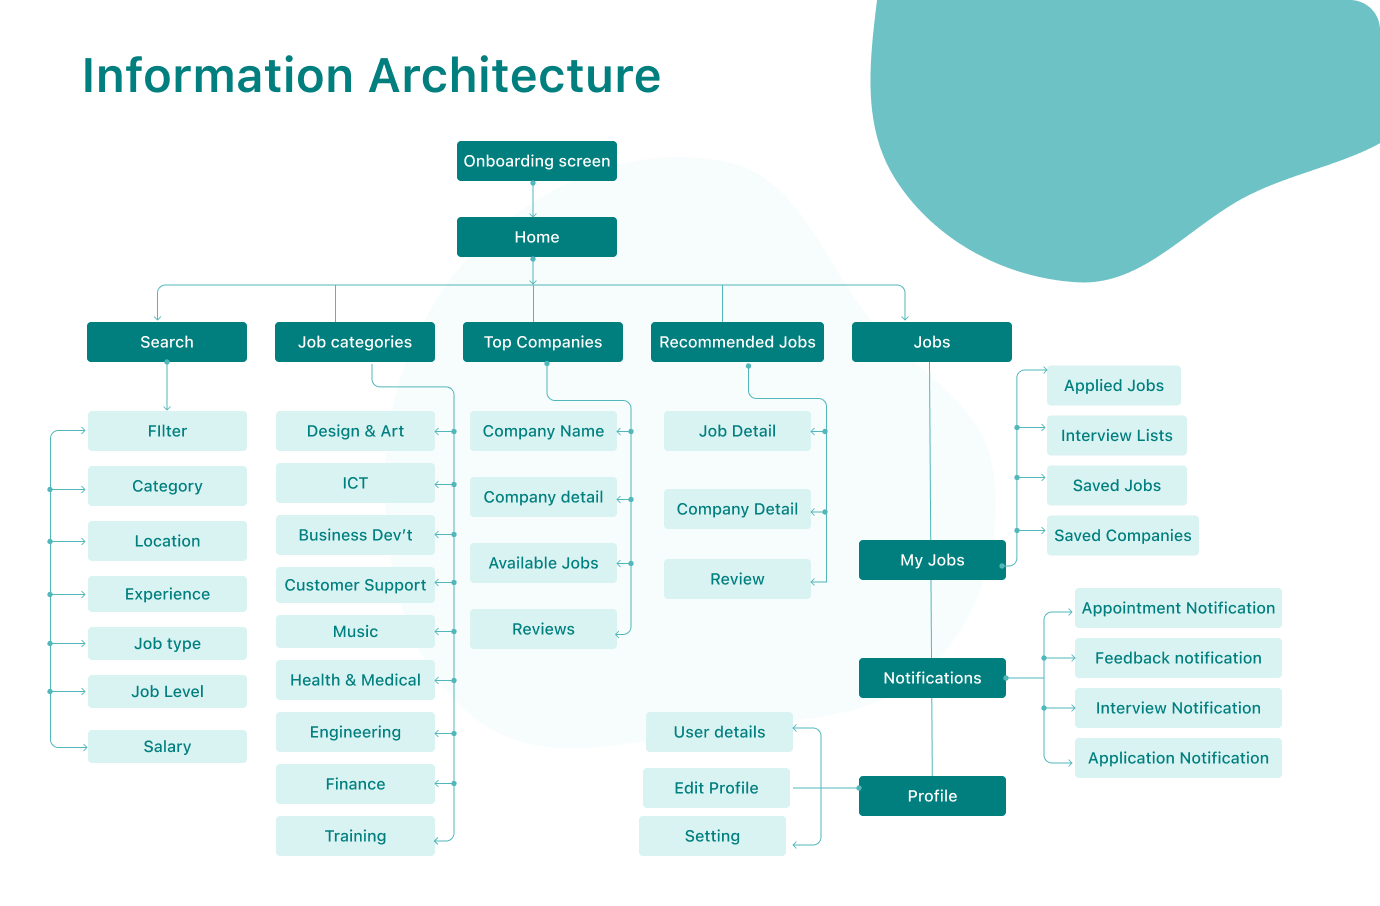 Information Architecture
Onboarding screen
Home
Search
Job categories
Top Companies
Recommended Jobs
Jobs
FIlter
Category
Location
Experience
Job type
Job Level
Salary
Design & Art
ICT
Business Dev’t
Customer Support
Music
Health & Medical
Engineering
Finance
Training
Company Name
Company detail
Available Jobs
Reviews
Job Detail
Company Detail
Review
Applied Jobs
Interview Lists
Saved Jobs
Saved Companies
My Jobs
Appointment Notification
Feedback notification
Interview Notification
Application Notification
Notifications
User details
Edit Profile
Setting
Profile